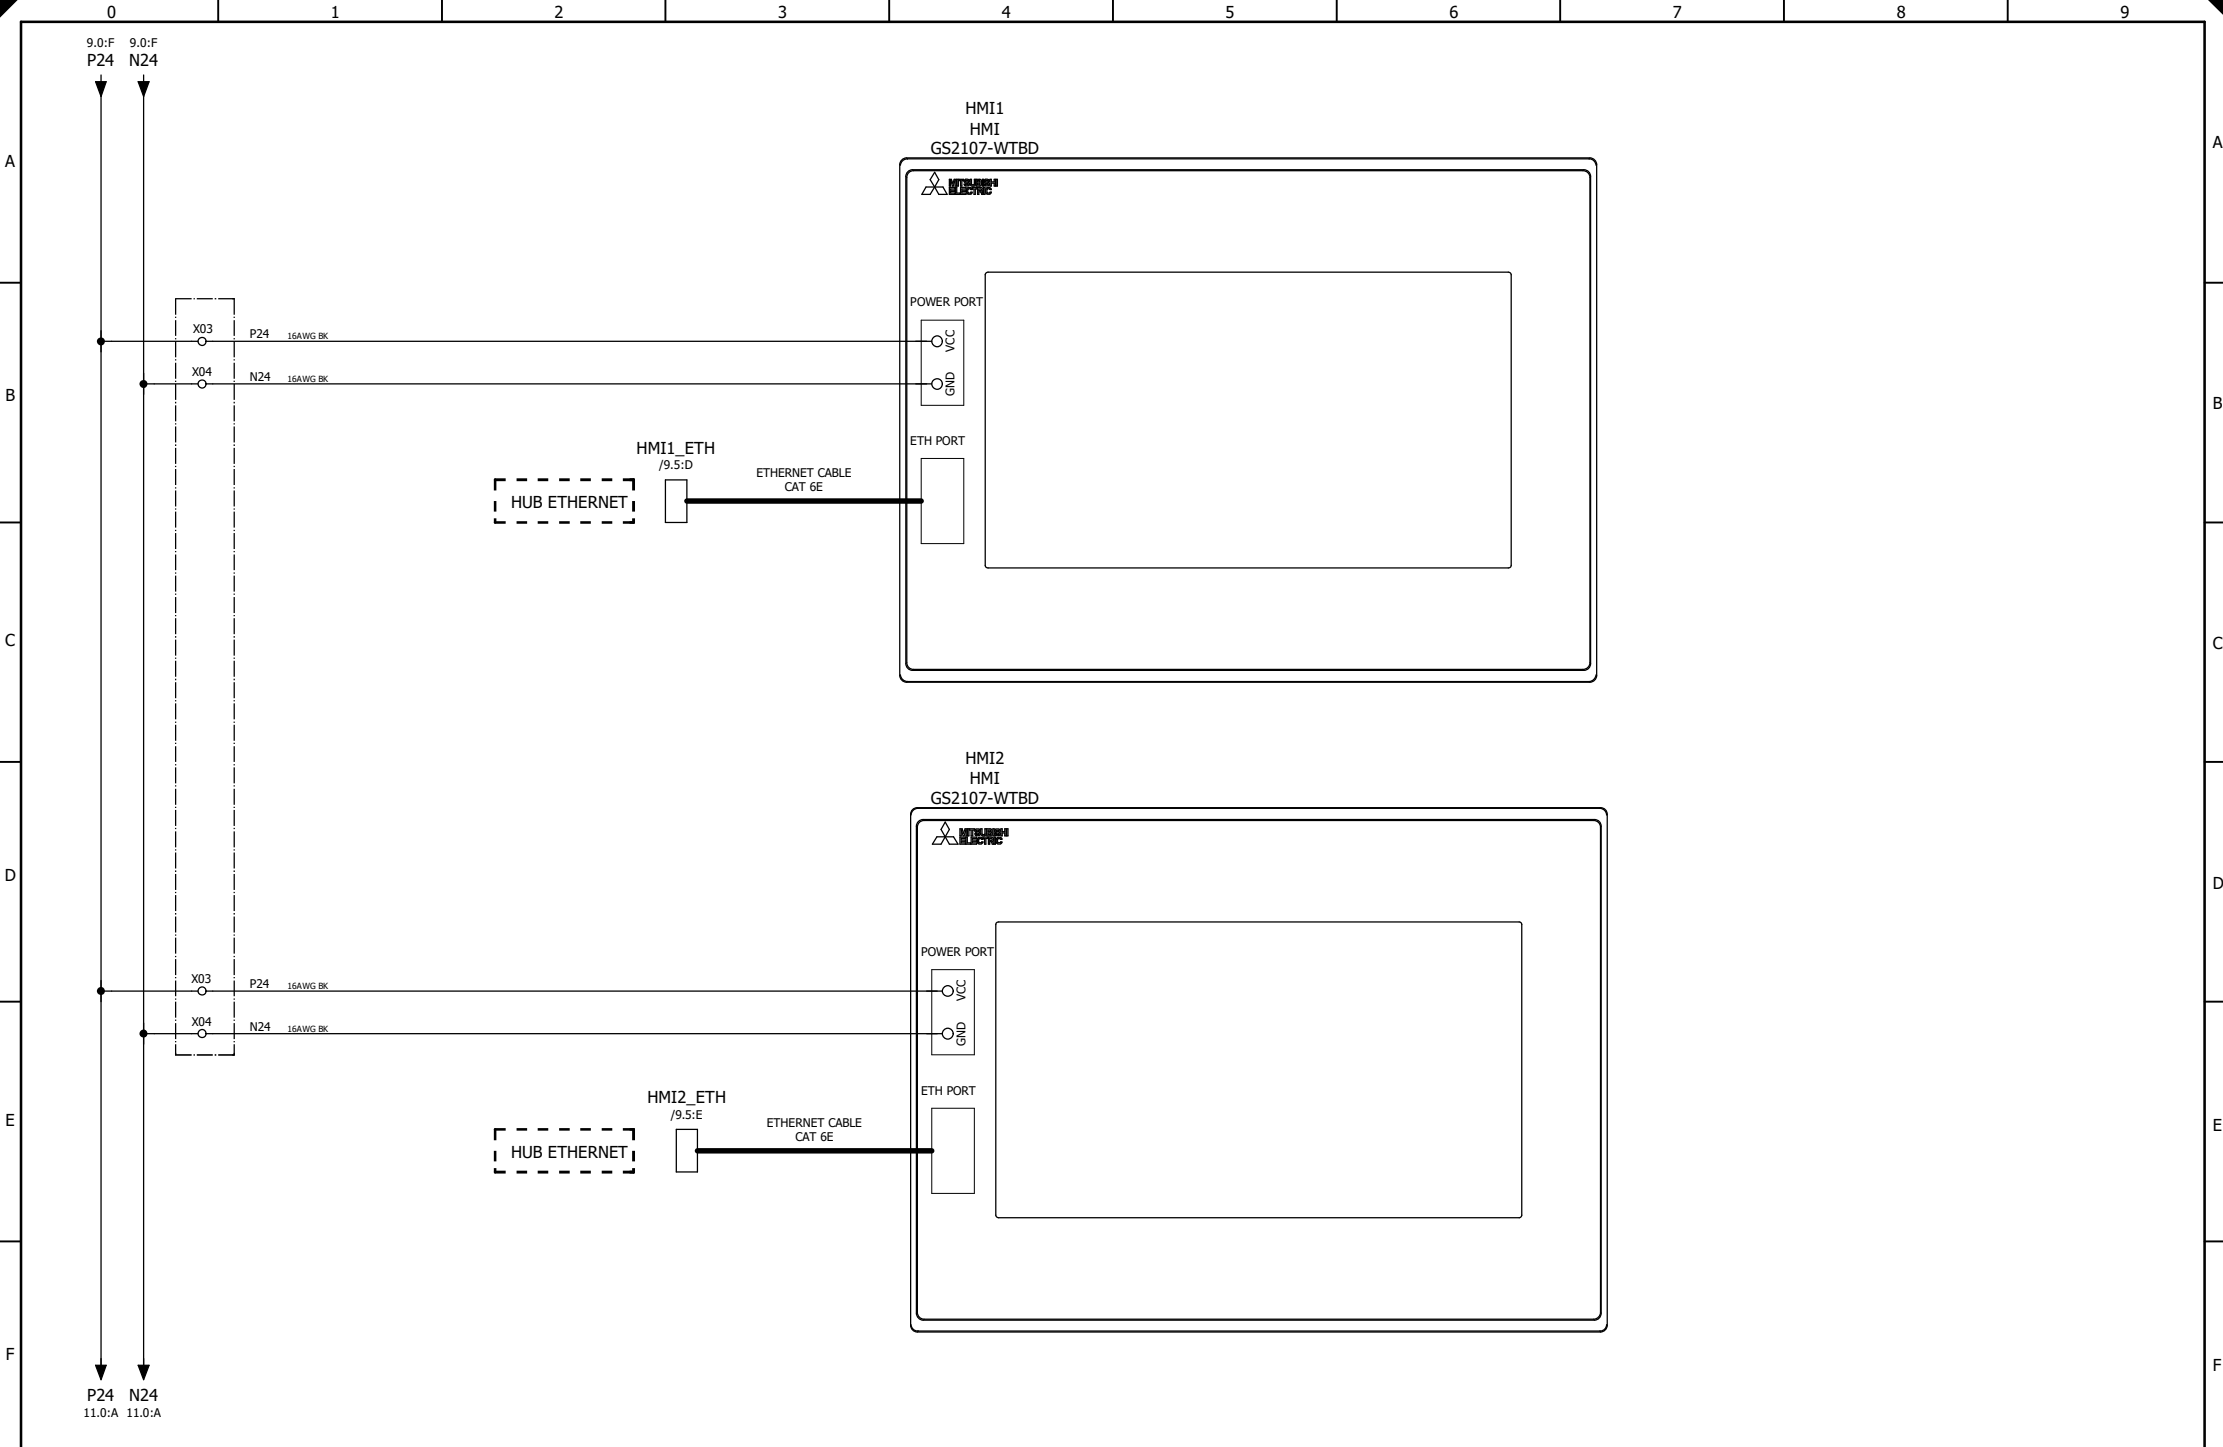 0 1 2 3 4 5 6 7 8 9
9.0:F 9.0:F
P24 N24
HMI1
HMI
GS2107-WTBD
A A
MITSUBISHI
ELECTRIC
POWER PORT
X03 P24 16AWG BK VCC
X04 N24 16AWG BK GND
B B
ETH PORT
HMI1_ETH
/9.5:D
ETHERNET CABLE
CAT 6E
HUB ETHERNET
C C
HMI2
HMI
GS2107-WTBD
MITSUBISHI
ELECTRIC
D D
POWER PORT
X03 P24 16AWG BK VCC
X04 N24 16AWG BK GND
ETH PORT
HMI2_ETH
/9.5:E
E E
ETHERNET CABLE
CAT 6E
HUB ETHERNET
F F
P24 N24
11.0:A 11.0:A